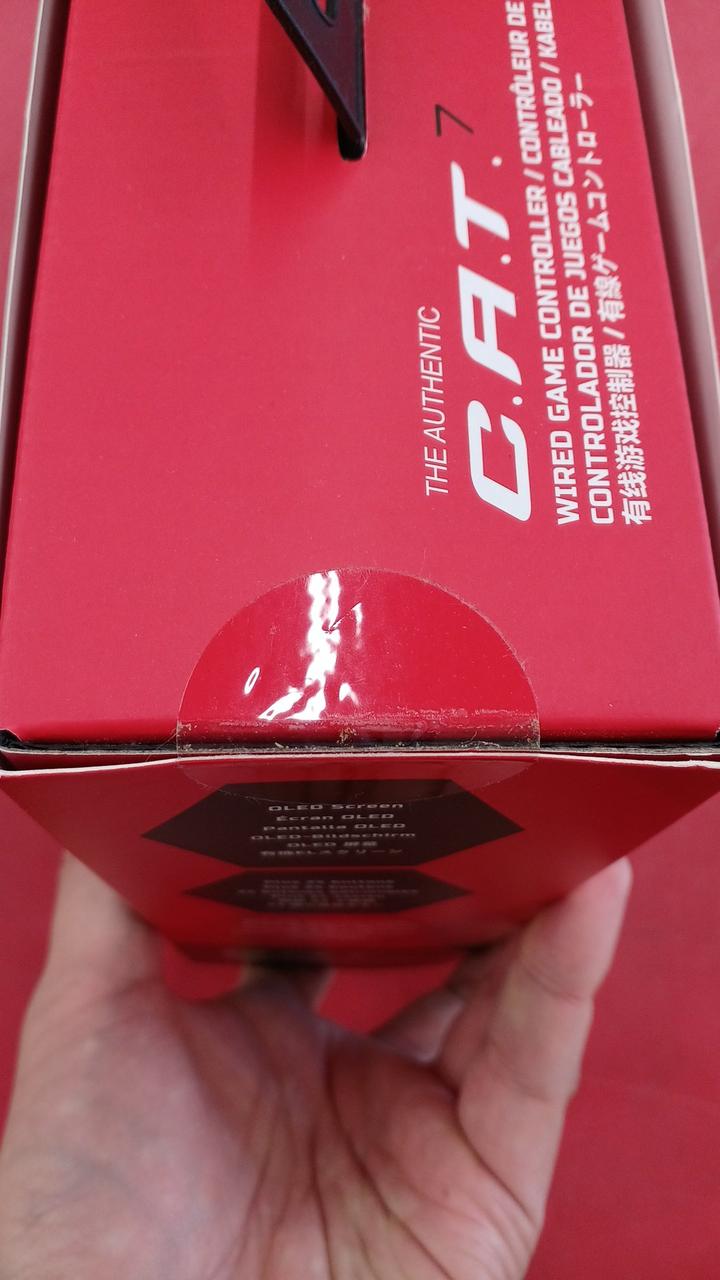 THE AUTHENTIC
C.A.T. 7
WIRED GAME CONTROLLER / CONTRÔLEUR DE
CONTROLADOR DE JUEGOS CABLEADO / KABEL
有线游戏控制器 / 有線ゲームコントローラー
OLED Screen
Écran OLED
Pantalla OLED
OLED-Bildschirm
OLED 屏幕